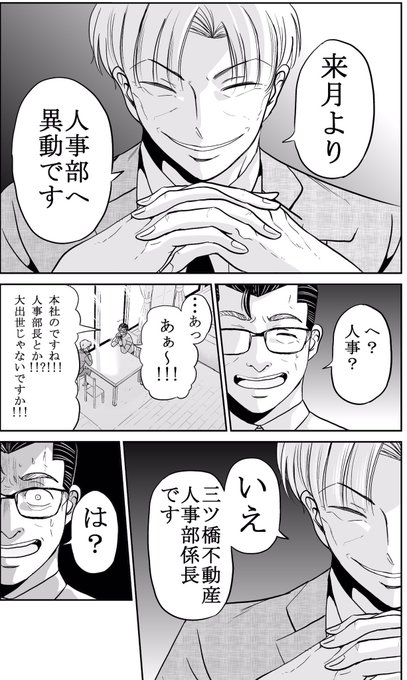 来月より
人事部へ
異動です
へ？
人事？
…あっ
あぁ～!!!
本社のですね!!!
人事部長とか!!?!!
大出世じゃないですか!!!
いえ
三ツ橋不動産
人事部係長
です
は？